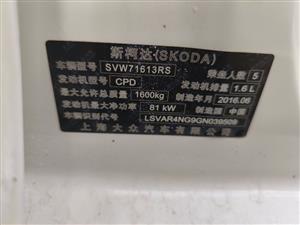 斯柯达(SKODA)
车辆型号 SVW71613RS 乘坐人数 5
发动机型号 CPD 发动机排量 1.6 L
最大允许总质量 1600kg 制造年月 2016.06
发动机最大净功率 81 kW 制造国 中国
车辆识别代号 LSVAR4NG9GN039509
上海大众汽车有限公司